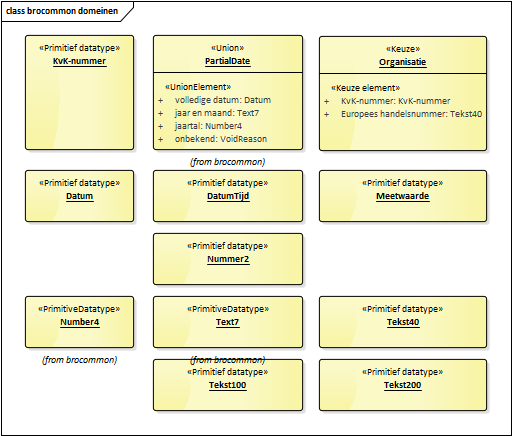 class brocommon domeinen
«Primitief datatype»
KvK-nummer
«Union»
PartialDate
«UnionElement»
+ volledige datum: Datum
+ jaar en maand: Text7
+ jaartal: Number4
+ onbekend: VoidReason
(from brocommon)
«Keuze»
Organisatie
«Keuze element»
+ KvK-nummer: KvK-nummer
+ Europees handelsnummer: Tekst40
«Primitief datatype»
Datum
«Primitief datatype»
DatumTijd
«Primitief datatype»
Meetwaarde
«Primitief datatype»
Nummer2
«PrimitiveDatatype»
Number4
(from brocommon)
«PrimitiveDatatype»
Text7
(from brocommon)
«Primitief datatype»
Tekst40
«Primitief datatype»
Tekst100
«Primitief datatype»
Tekst200